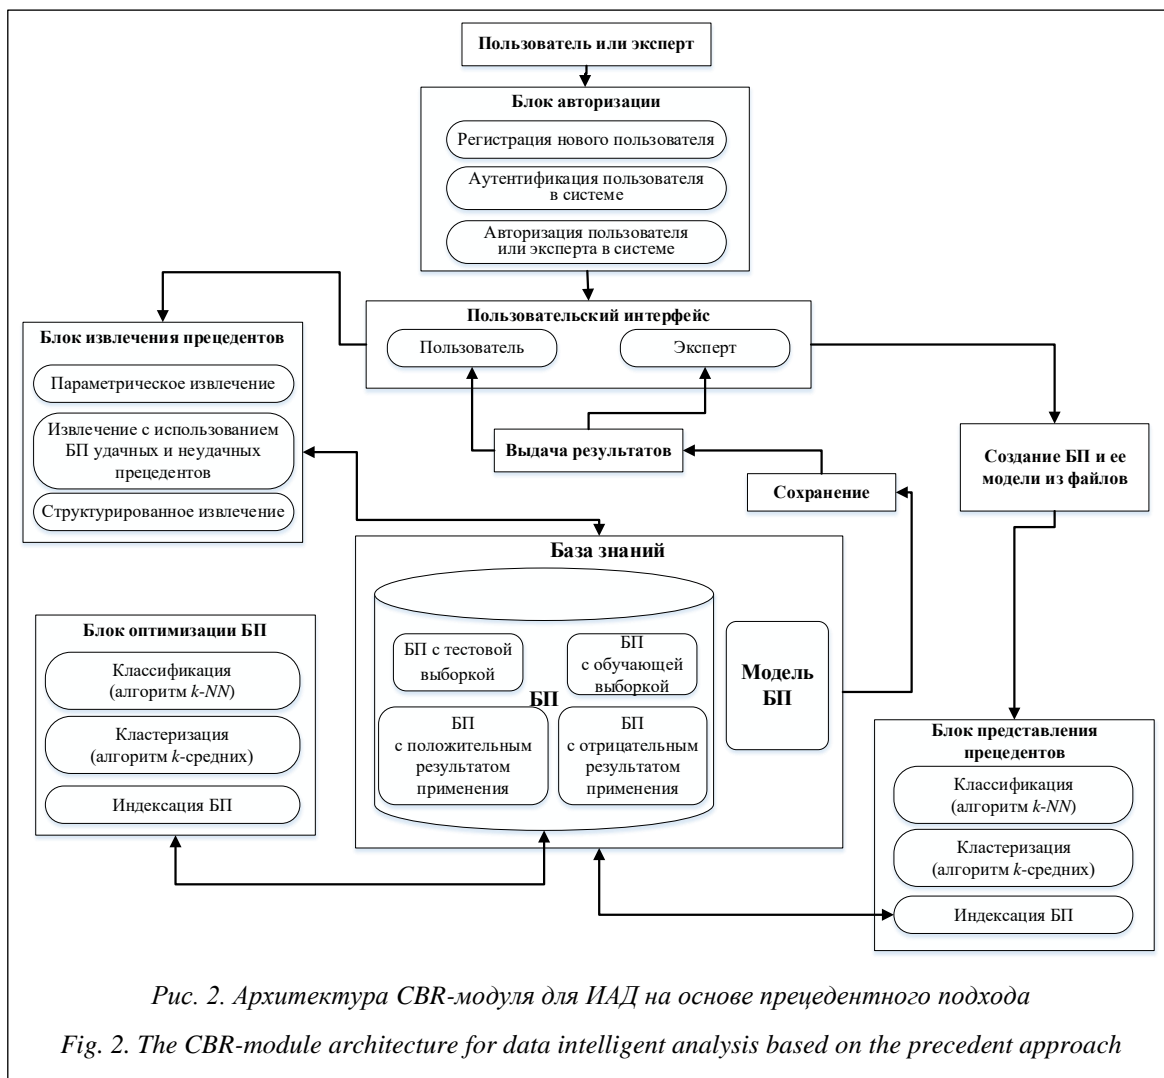 Пользователь или эксперт
Блок авторизации
Регистрация нового пользователя
Аутентификация пользователя
в системе
Авторизация пользователя
или эксперта в системе
Пользовательский интерфейс
Пользователь
Эксперт
Блок извлечения прецедентов
Параметрическое извлечение
Извлечение с использованием
БП удачных и неудачных
прецедентов
Структурированное извлечение
Выдача результатов
Сохранение
Создание БП и ее
модели из файлов
База знаний
БП с тестовой
выборкой
БП
с обучающей
выборкой
БП
БП
с положительным
результатом
применения
БП
с отрицательным
результатом
применения
Модель
БП
Блок оптимизации БП
Классификация
(алгоритм k-NN)
Кластеризация
(алгоритм k-средних)
Индексация БП
Блок представления
прецедентов
Классификация
(алгоритм k-NN)
Кластеризация
(алгоритм k-средних)
Индексация БП
Рис. 2. Архитектура CBR-модуля для ИАД на основе прецедентного подхода
Fig. 2. The CBR-module architecture for data intelligent analysis based on the precedent approach